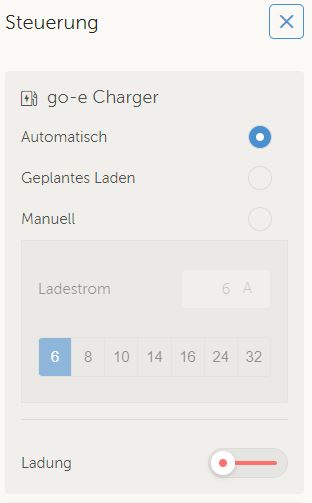 Steuerung
go-e Charger
Automatisch
Geplantes Laden
Manuell
Ladestrom 6 A
6 8 10 14 16 24 32
Ladung